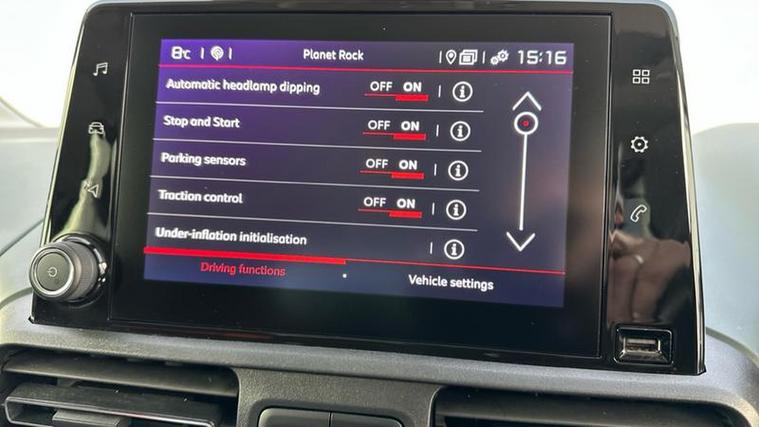 8c Planet Rock 15:16
Automatic headlamp dipping OFF ON i
Stop and Start OFF ON i
Parking sensors OFF ON i
Traction control OFF ON i
Under-inflation initialisation i
Driving functions Vehicle settings